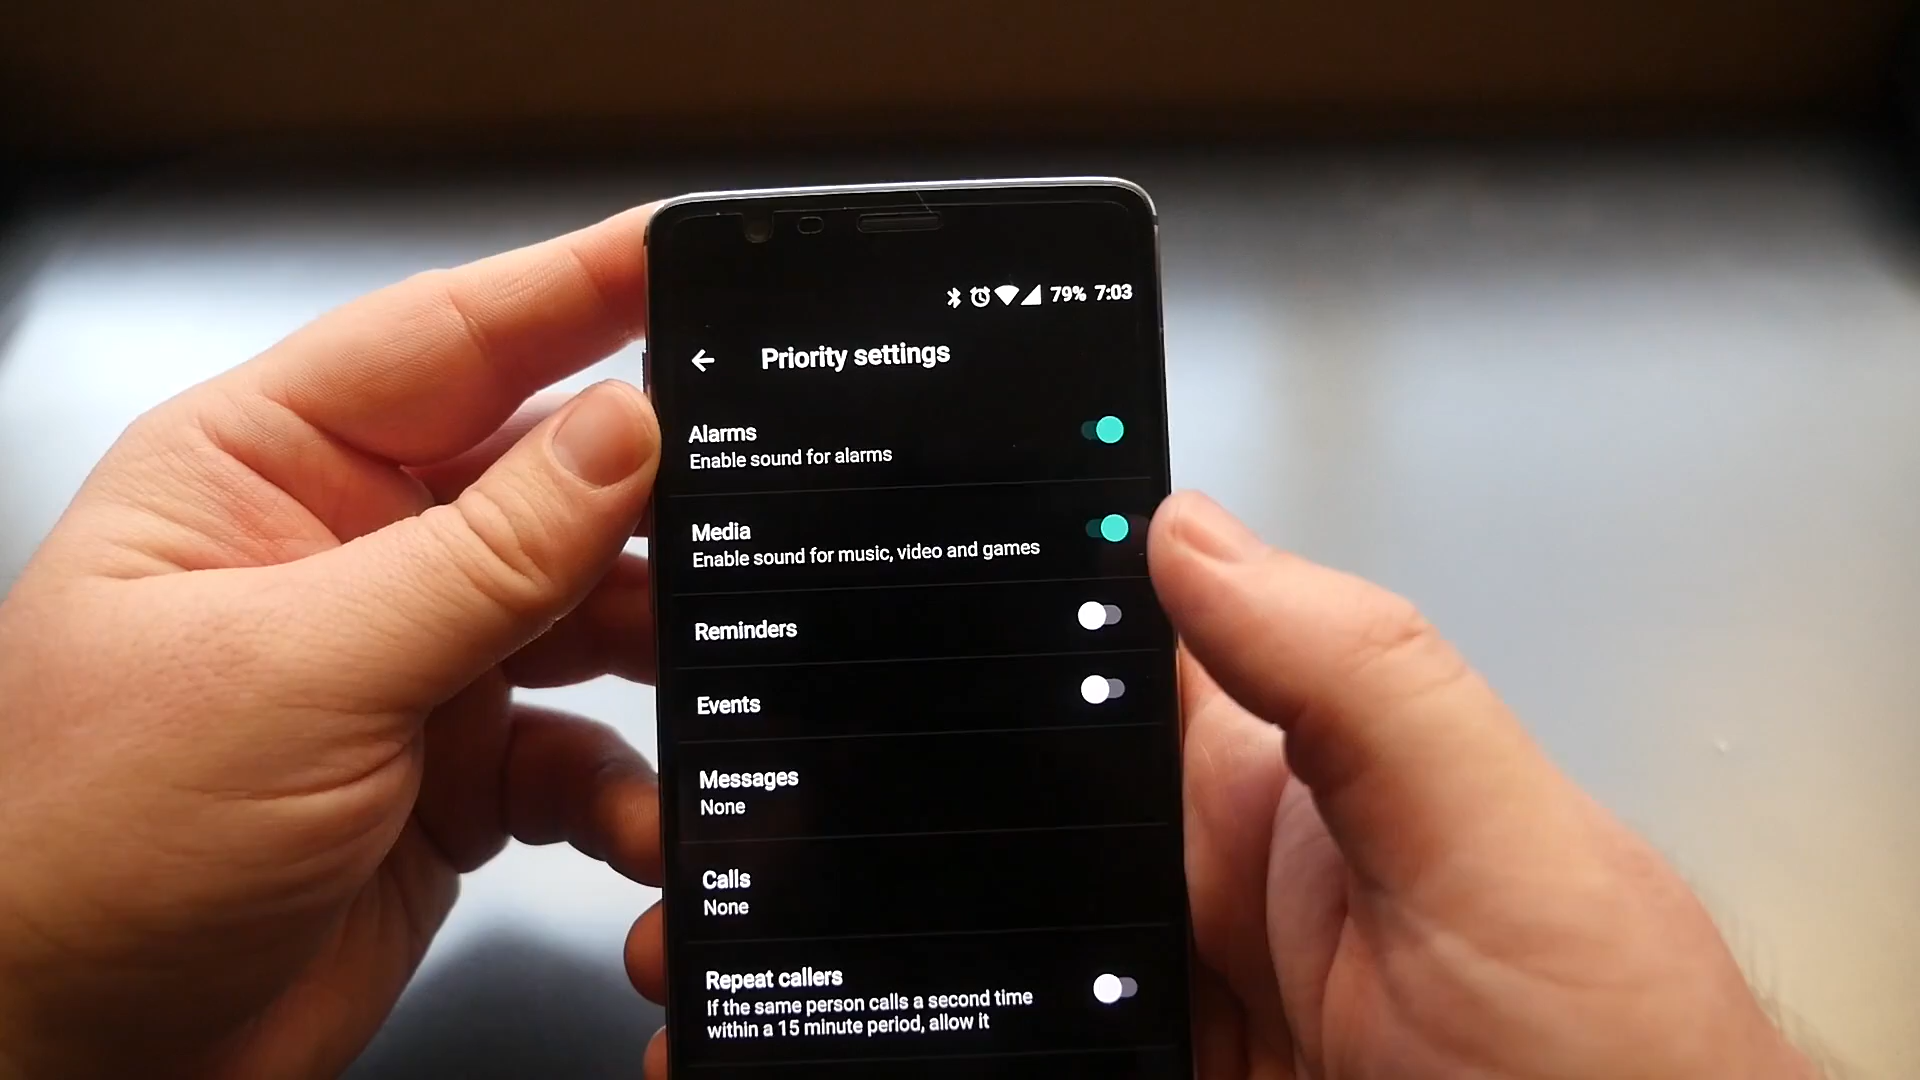 79% 7:03
Priority settings
Alarms
Enable sound for alarms
Media
Enable sound for music, video and games
Reminders
Events
Messages
None
Calls
None
Repeat callers
If the same person calls a second time
within a 15 minute period, allow it